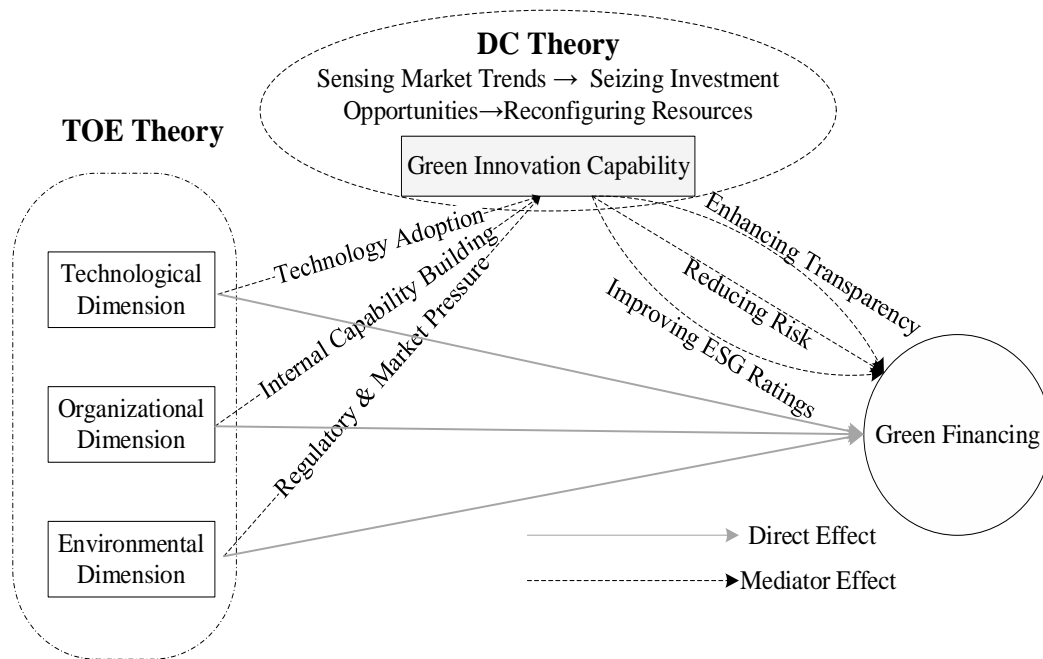 DC Theory
Sensing Market Trends → Seizing Investment
Opportunities→Reconfiguring Resources
Green Innovation Capability
TOE Theory
Technological
Dimension
Organizational
Dimension
Environmental
Dimension
Technology Adoption
Internal Capability Building
Regulatory & Market Pressure
Enhancing Transparency
Reducing Risk
Improving ESG Ratings
Green Financing
Direct Effect
Mediator Effect